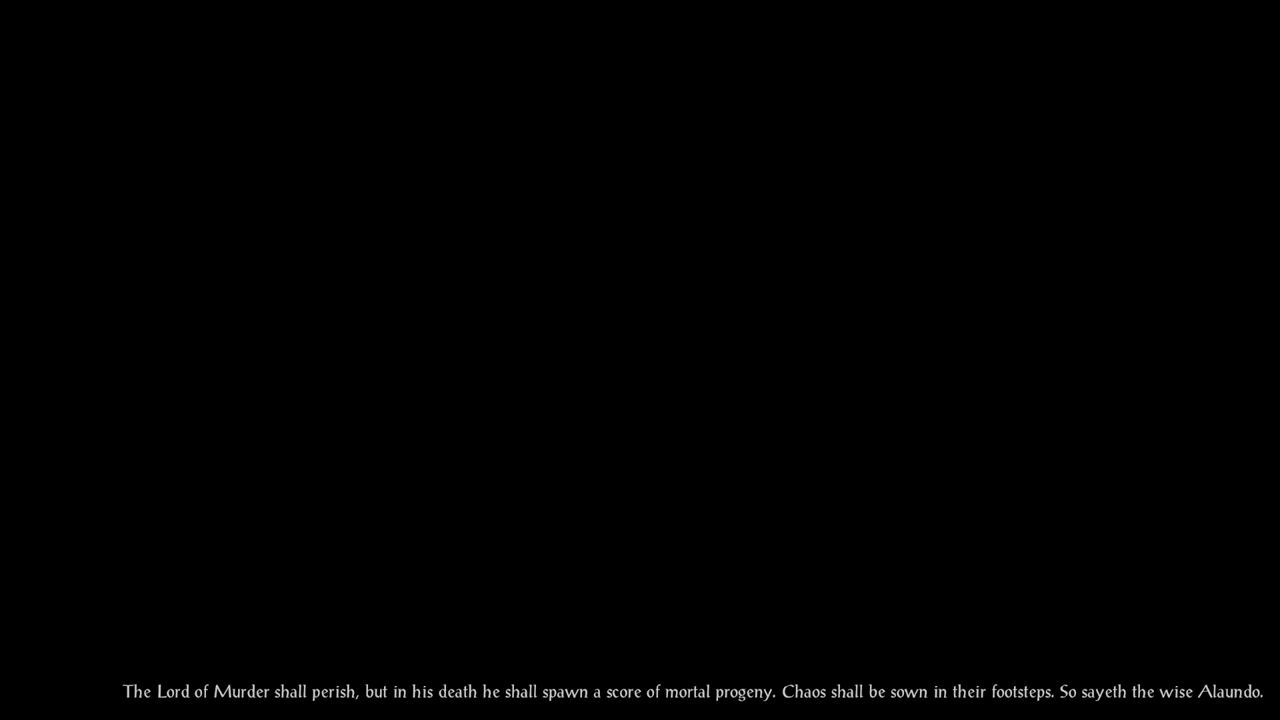 The Lord of Murder shall perish, but in his death he shall spawn a score of mortal progeny. Chaos shall be sown in their footsteps. So sayeth the wise Alaundo.